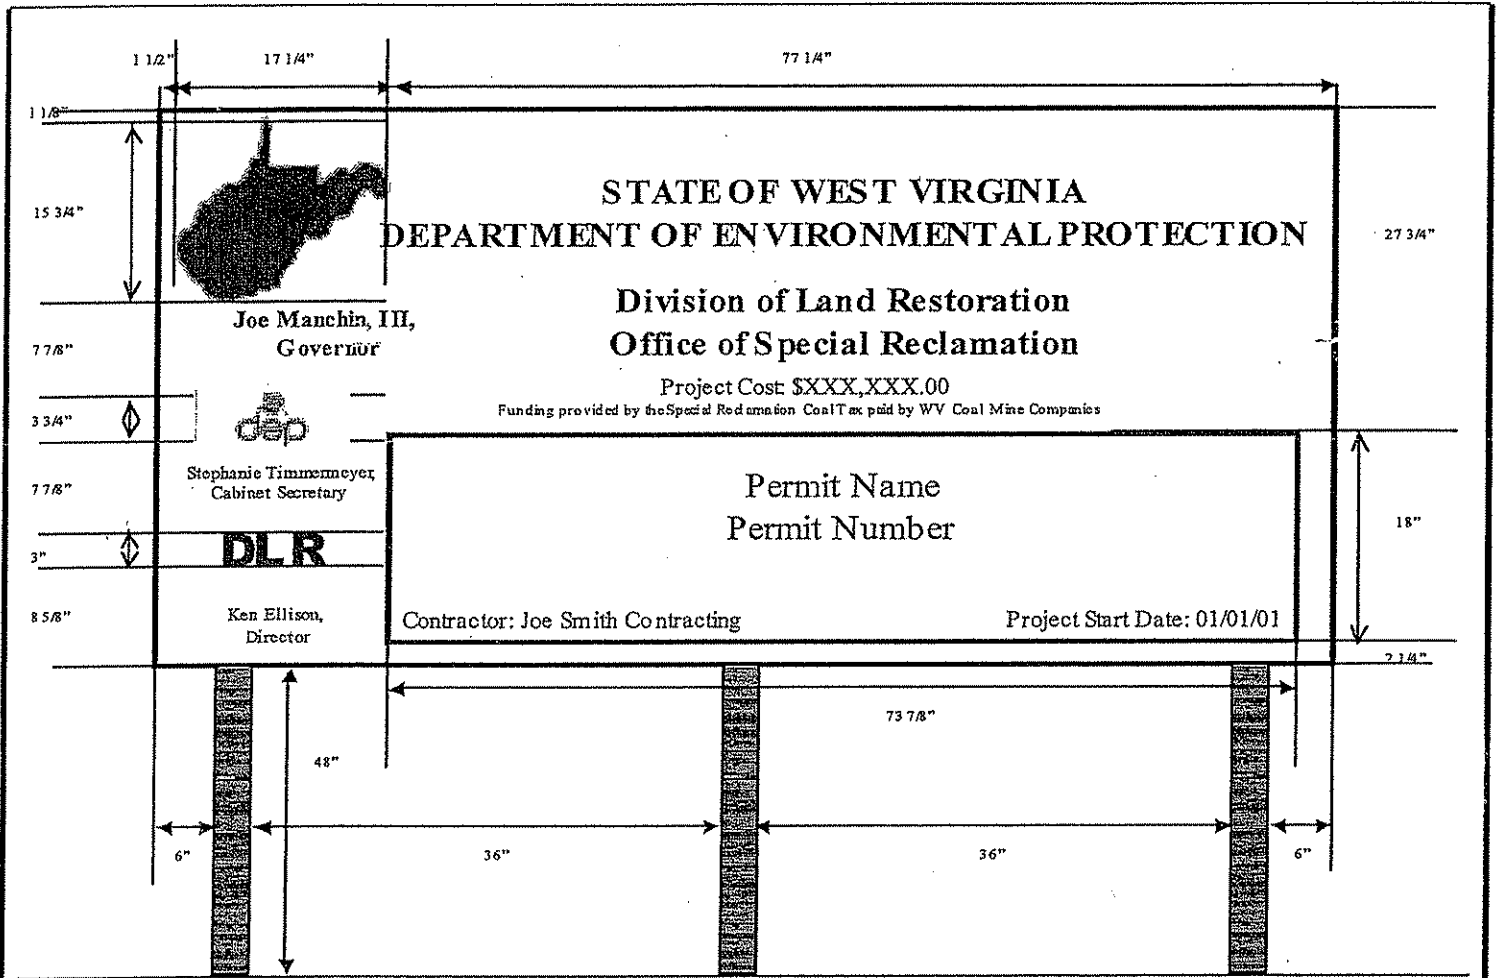 1 1/2"
17 1/4"
77 1/4"
1 1/8"
15 3/4"
STATE OF WEST VIRGINIA
DEPARTMENT OF ENVIRONMENTAL PROTECTION
27 3/4"
Division of Land Restoration
Office of Special Reclamation
Joe Manchin, III,
Governor
7 7/8"
Project Cost: $XXX,XXX.00
Funding provided by the Special Reclamation Coal Tax paid by WV Coal Mine Companies
3 3/4"
dep
Stephanie Timmermeyer,
Cabinet Secretary
7 7/8"
Permit Name
Permit Number
18"
DLR
3"
Ken Ellison,
Director
8 5/8"
Contractor: Joe Smith Contracting
Project Start Date: 01/01/01
2 1/4"
73 7/8"
48"
6"
36"
36"
6"